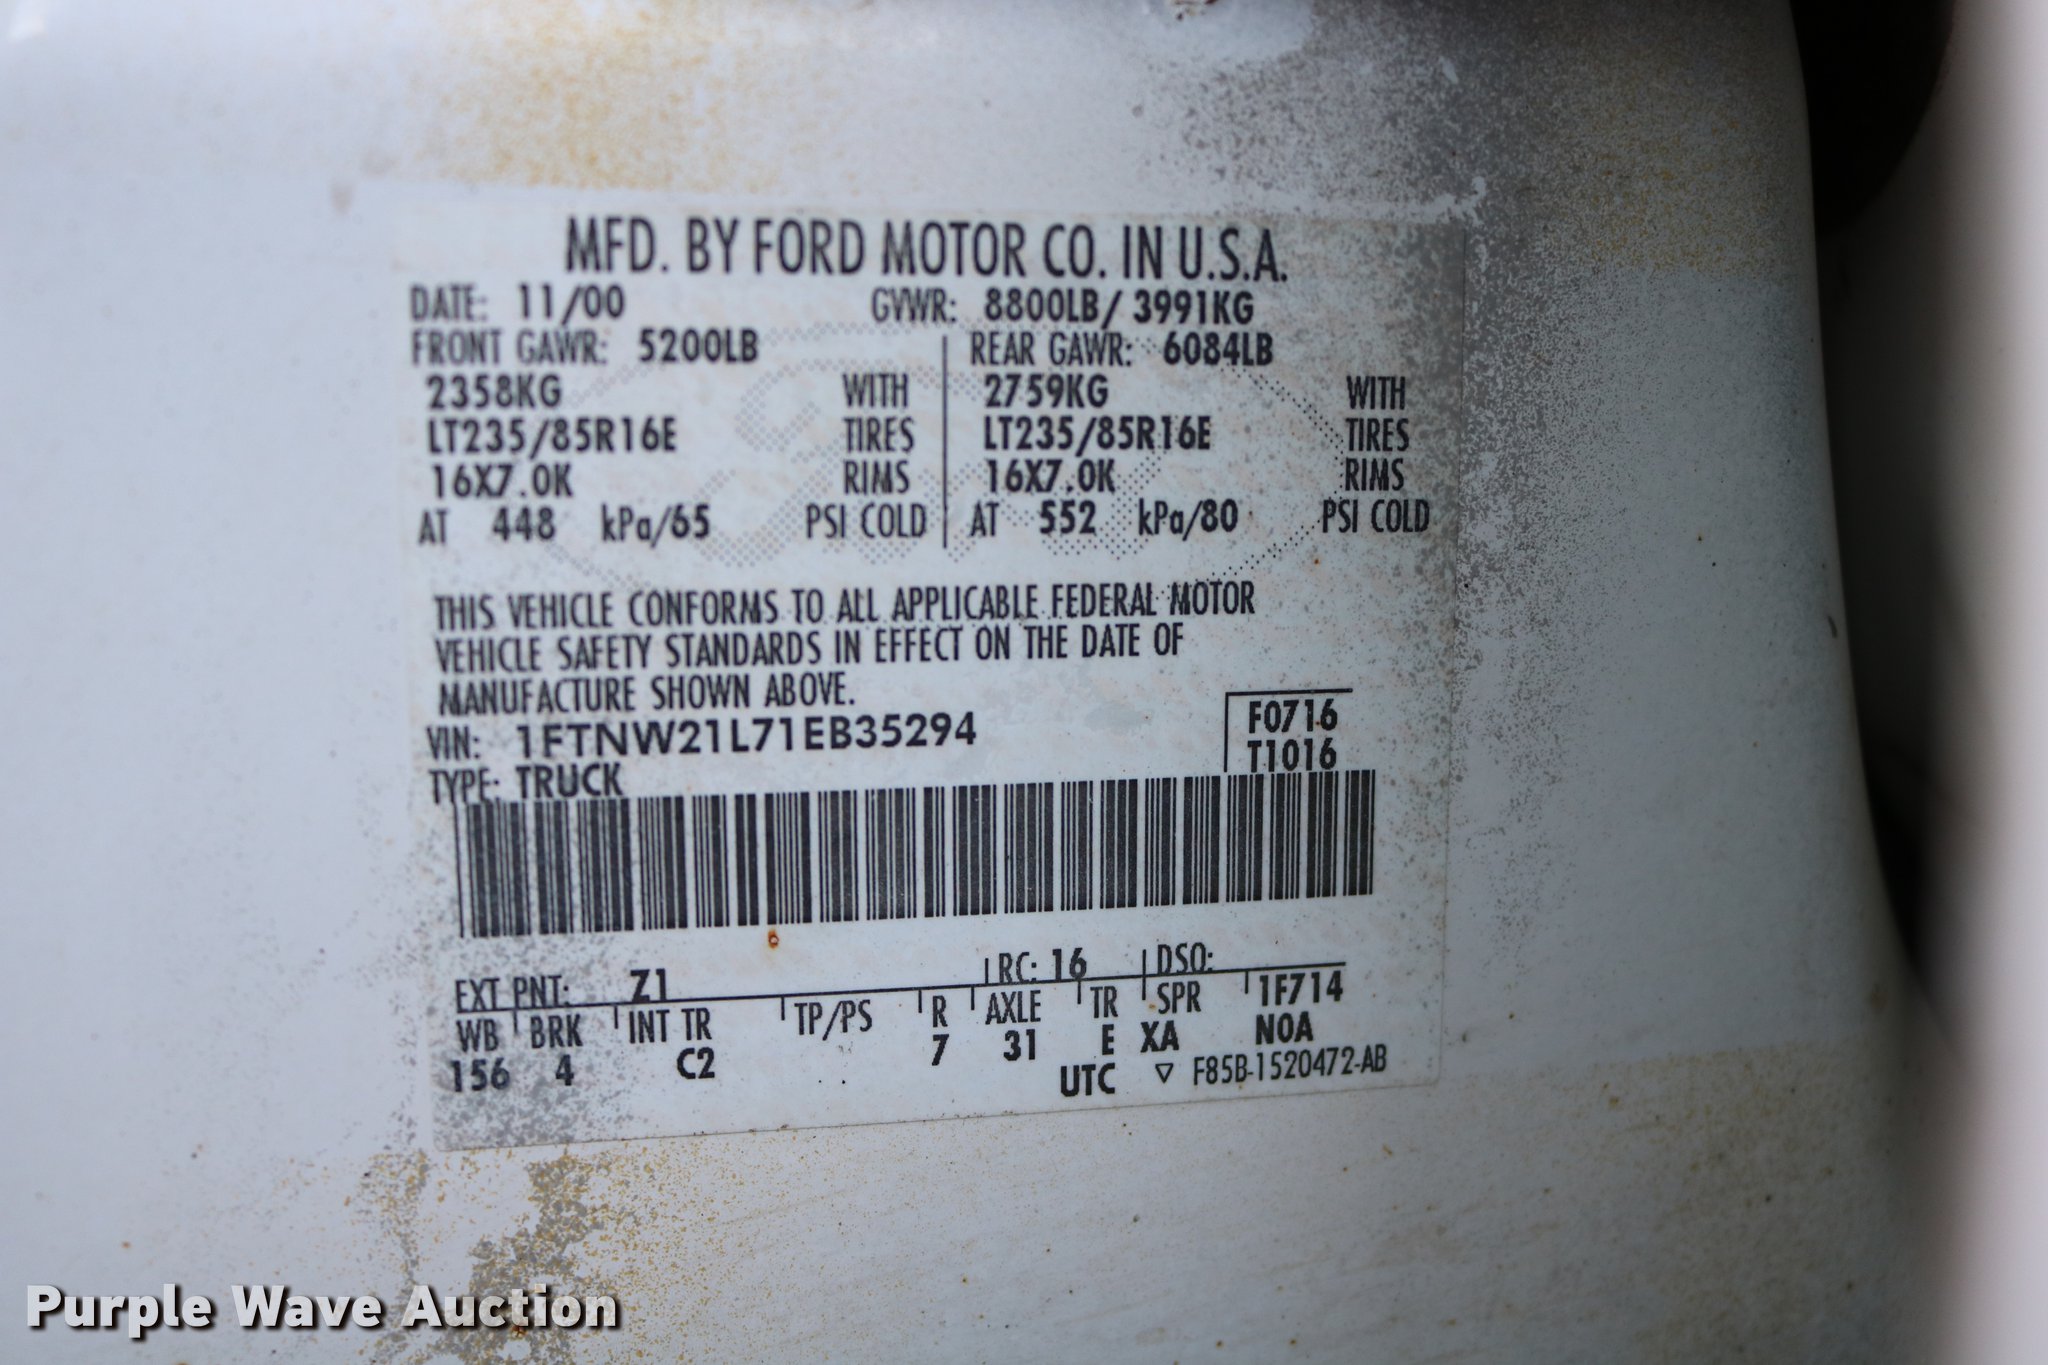 MFD. BY FORD MOTOR CO. IN U.S.A.
DATE: 11/00 GVWR: 8800LB/ 3991KG
FRONT GAWR: 5200LB REAR GAWR: 6084LB
2358KG WITH 2759KG WITH
LT235/85R16E TIRES LT235/85R16E TIRES
16X7.0K RIMS 16X7.0K RIMS
AT 448 kPa/65 PSI COLD AT 552 kPa/80 PSI COLD
THIS VEHICLE CONFORMS TO ALL APPLICABLE FEDERAL MOTOR
VEHICLE SAFETY STANDARDS IN EFFECT ON THE DATE OF
MANUFACTURE SHOWN ABOVE.
VIN: 1FTNW21L71EB35294 F0716
TYPE: TRUCK T1016
EXT PNT: Z1 RC: 16 DSO:
WB BRK INT TR TP/PS R AXLE TR SPR 1F714
156 4 C2 7 31 E XA NOA
UTC ▽ F85B-1520472-AB
Purple Wave Auction